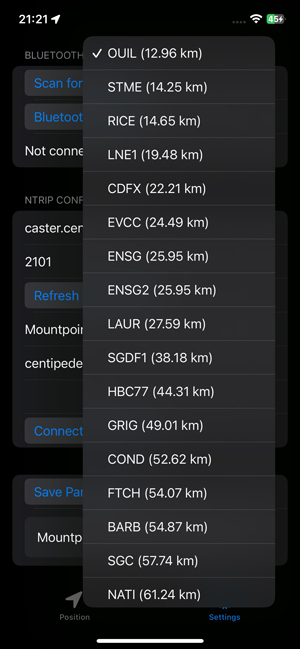 21:21
45
BLUETOOTH
Scan for
Bluetoot
Not conne
NTRIP CONF
caster.cen
2101
Refresh
Mountpoin
centipede
Connect
Save Par
Mountp
OUIL (12.96 km)
STME (14.25 km)
RICE (14.65 km)
LNE1 (19.48 km)
CDFX (22.21 km)
EVCC (24.49 km)
ENSG (25.95 km)
ENSG2 (25.95 km)
LAUR (27.59 km)
SGDF1 (38.18 km)
HBC77 (44.31 km)
GRIG (49.01 km)
COND (52.62 km)
FTCH (54.07 km)
BARB (54.87 km)
SGC (57.74 km)
NATI (61.24 km)
Position
Settings